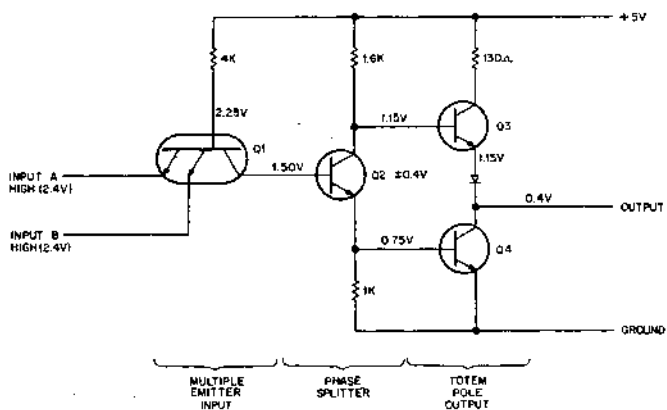 +5V
4K
1.6K
130Ω
2.25V
1.15V
Q3
Q1
1.15V
INPUT A
HIGH (2.4V)
1.50V
Q2 ±0.4V
0.4V
OUTPUT
INPUT B
HIGH (2.4V)
0.75V
Q4
1K
GROUND
MULTIPLE
EMITTER
INPUT
PHASE
SPLITTER
TOTEM
POLE
OUTPUT